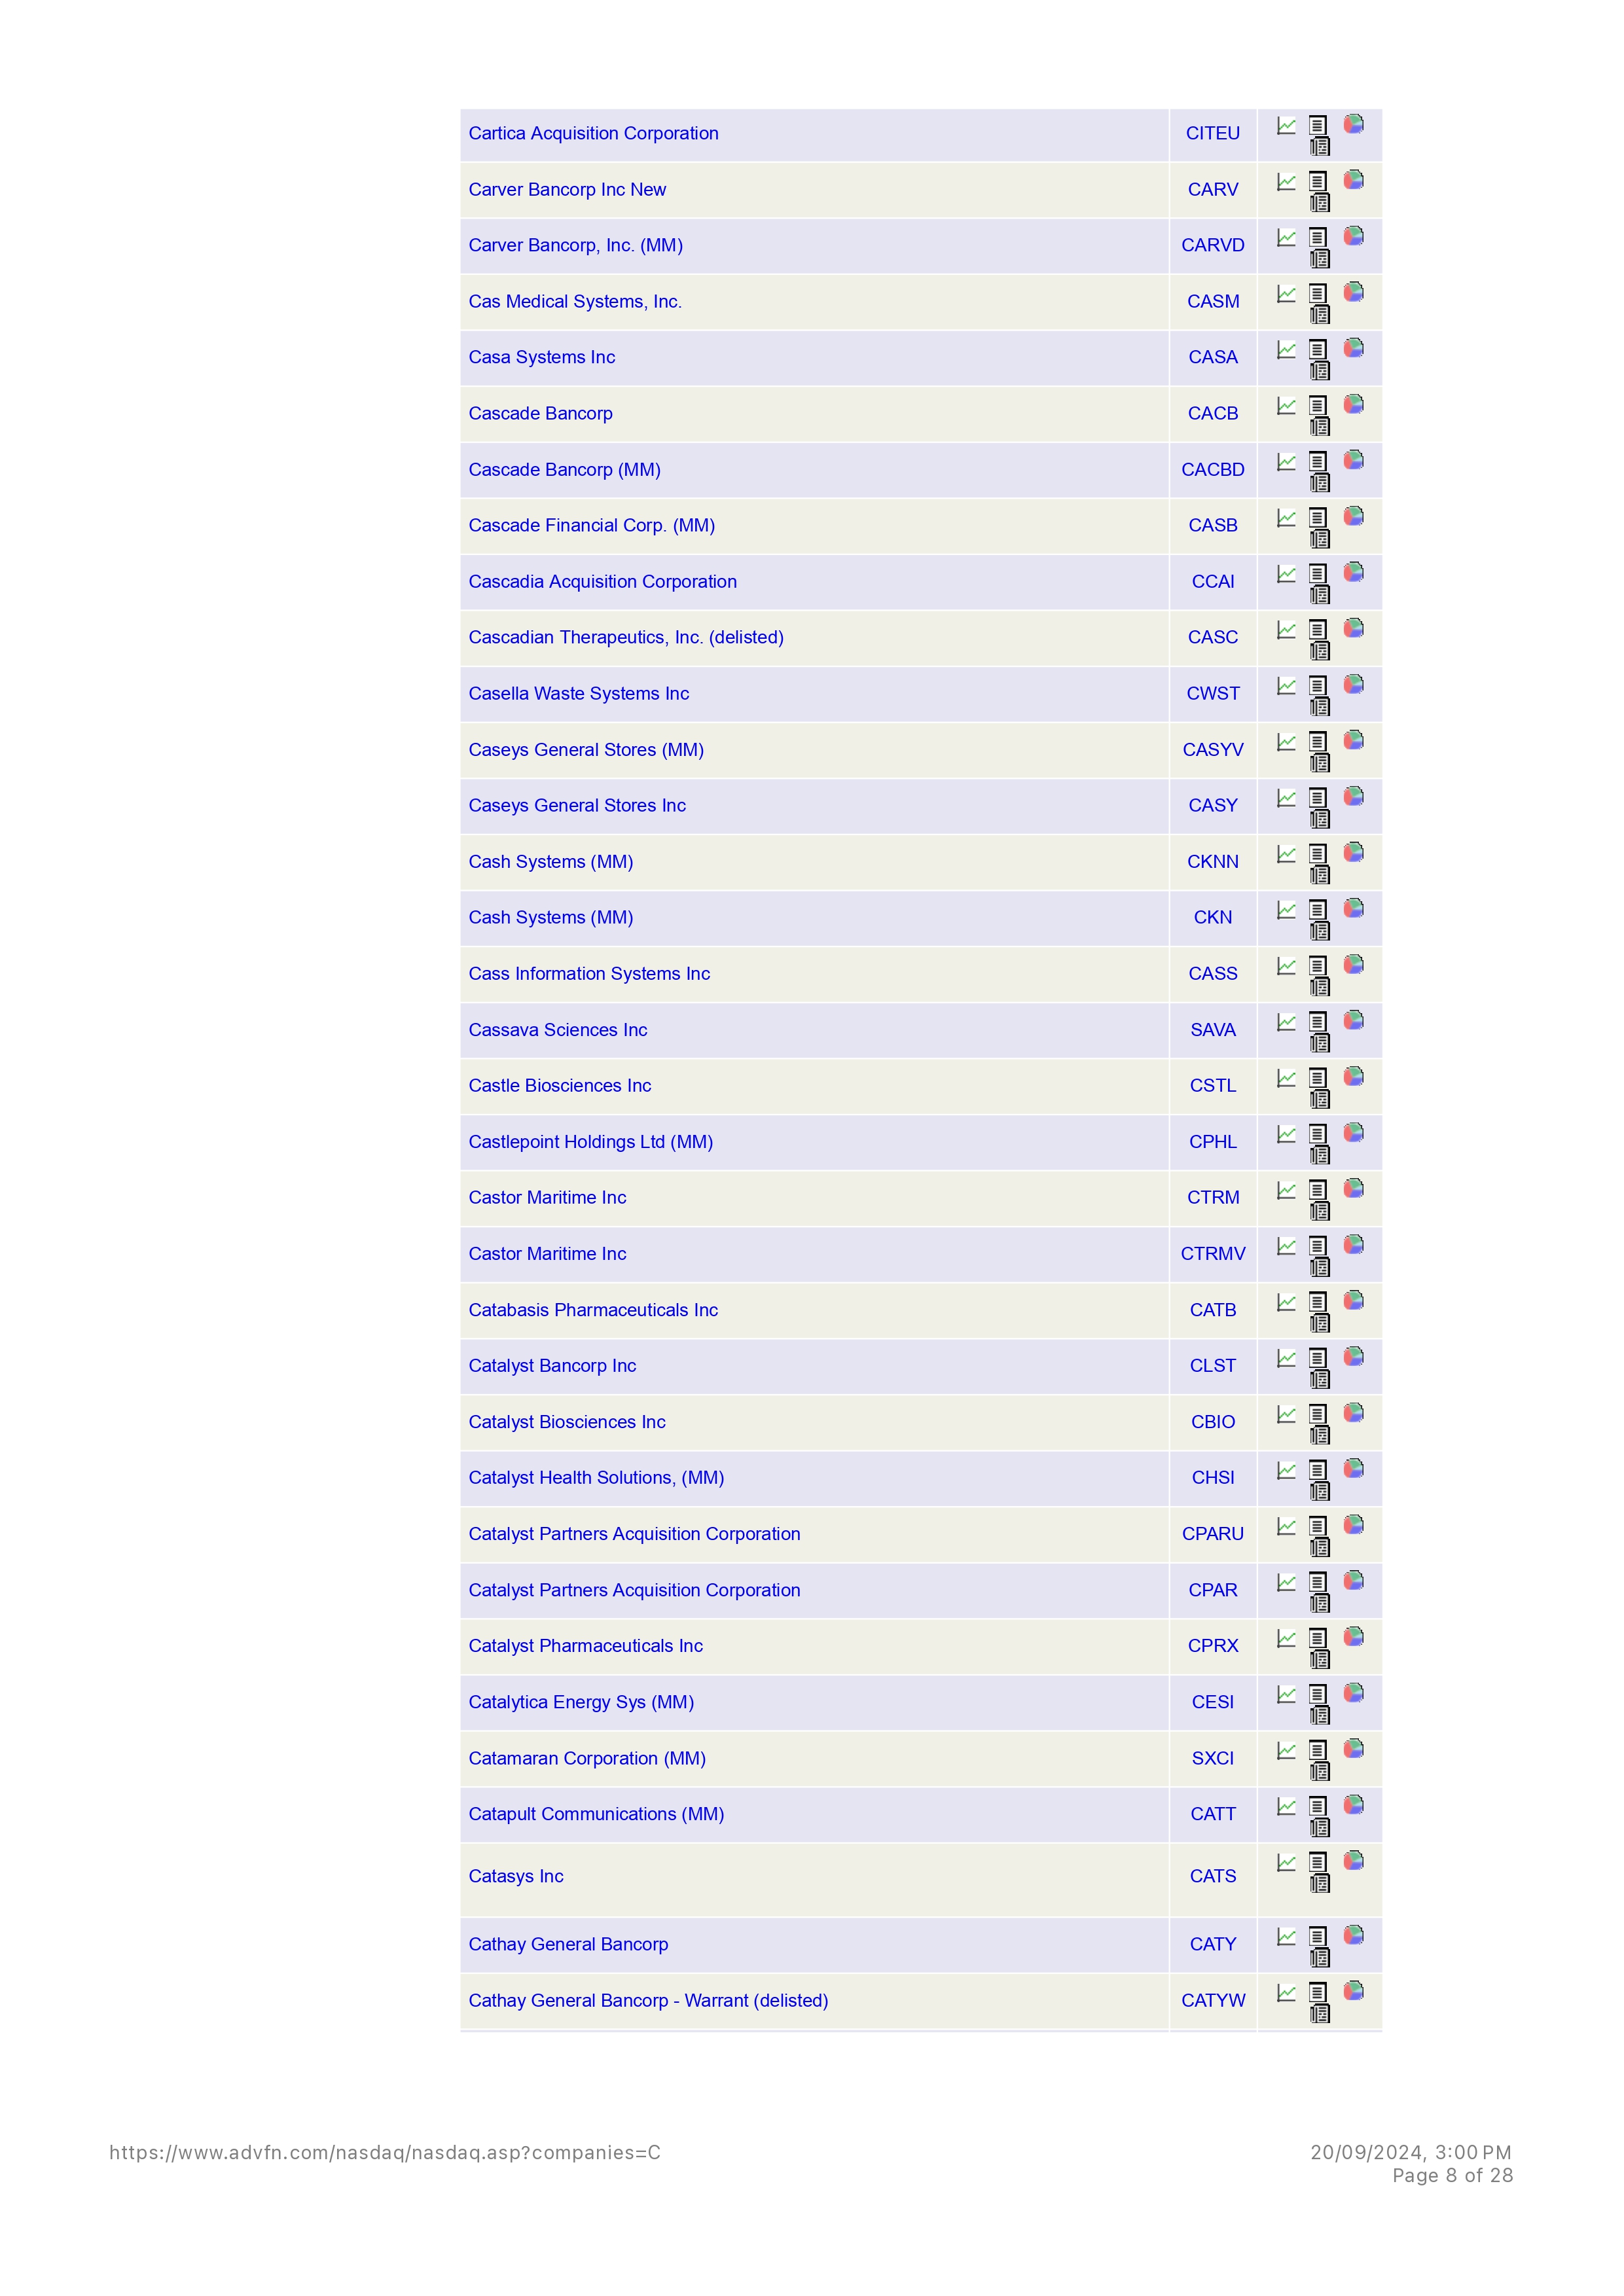 Cartica Acquisition Corporation CITEU
Carver Bancorp Inc New CARV
Carver Bancorp, Inc. (MM) CARVD
Cas Medical Systems, Inc. CASM
Casa Systems Inc CASA
Cascade Bancorp CACB
Cascade Bancorp (MM) CACBD
Cascade Financial Corp. (MM) CASB
Cascadia Acquisition Corporation CCAI
Cascadian Therapeutics, Inc. (delisted) CASC
Casella Waste Systems Inc CWST
Caseys General Stores (MM) CASYV
Caseys General Stores Inc CASY
Cash Systems (MM) CKNN
Cash Systems (MM) CKN
Cass Information Systems Inc CASS
Cassava Sciences Inc SAVA
Castle Biosciences Inc CSTL
Castlepoint Holdings Ltd (MM) CPHL
Castor Maritime Inc CTRM
Castor Maritime Inc CTRMV
Catabasis Pharmaceuticals Inc CATB
Catalyst Bancorp Inc CLST
Catalyst Biosciences Inc CBIO
Catalyst Health Solutions, (MM) CHSI
Catalyst Partners Acquisition Corporation CPARU
Catalyst Partners Acquisition Corporation CPAR
Catalyst Pharmaceuticals Inc CPRX
Catalytica Energy Sys (MM) CESI
Catamaran Corporation (MM) SXCI
Catapult Communications (MM) CATT
Catasys Inc CATS
Cathay General Bancorp CATY
Cathay General Bancorp - Warrant (delisted) CATYW
https://www.advfn.com/nasdaq/nasdaq.asp?companies=C 20/09/2024, 3:00 PM
Page 8 of 28